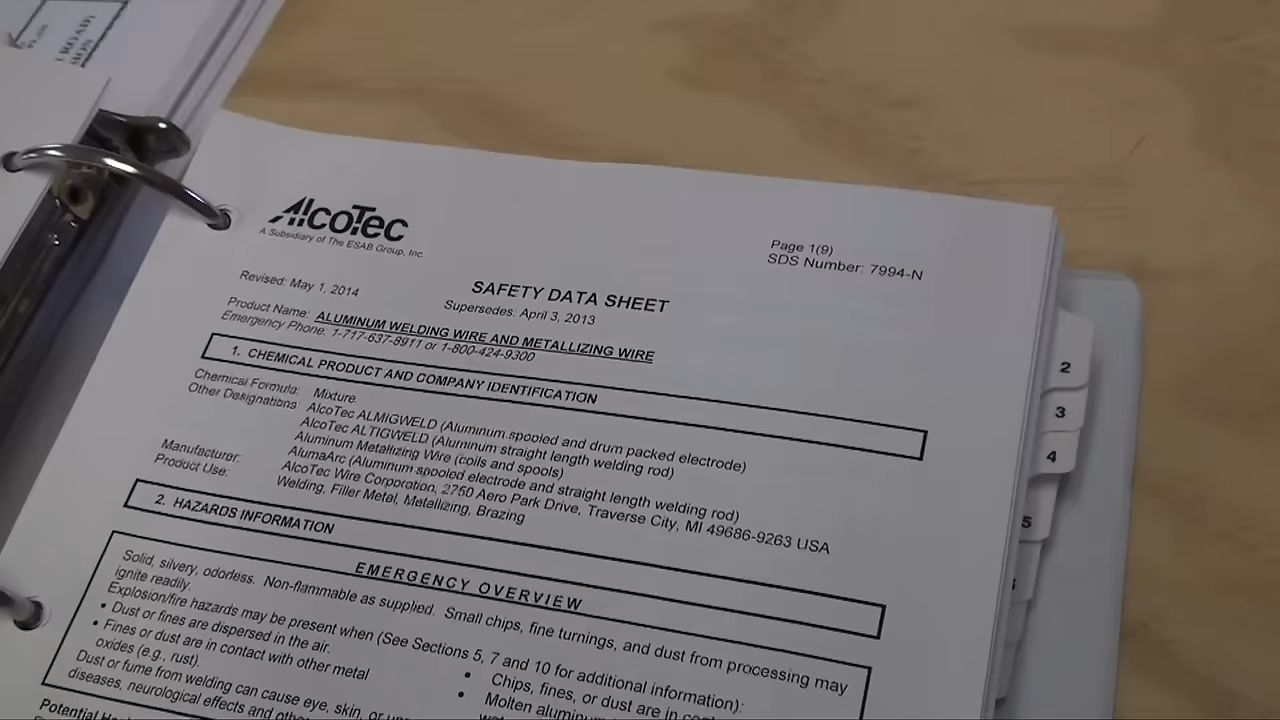 ROAD
AlcoTec
A Subsidiary of The ESAB Group, Inc.
Page 1(9)
SDS Number: 7994-N
Revised: May 1, 2014
SAFETY DATA SHEET
Supersedes: April 3, 2013
Product Name: ALUMINUM WELDING WIRE AND METALLIZING WIRE
Emergency Phone: 1-717-637-8911 or 1-800-424-9300
1. CHEMICAL PRODUCT AND COMPANY IDENTIFICATION
Chemical Formula: Mixture
Other Designations: AlcoTec ALMIGWELD (Aluminum spooled and drum packed electrode)
AlcoTec ALTIGWELD (Aluminum straight length welding rod)
Aluminum Metallizing Wire (coils and spools)
AlumaArc (Aluminum spooled electrode and straight length welding rod)
Manufacturer: AlcoTec Wire Corporation, 2750 Aero Park Drive, Traverse City, MI 49686-9263 USA
Product Use: Welding, Filler Metal, Metallizing, Brazing
2. HAZARDS INFORMATION
EMERGENCY OVERVIEW
Solid, silvery, odorless. Non-flammable as supplied. Small chips, fine turnings, and dust from processing may
ignite readily.
Explosion/fire hazards may be present when (See Sections 5, 7 and 10 for additional information):
• Dust or fines are dispersed in the air.
• Chips, fines, or dust are in
• Fines or dust are in contact with other metal
oxides (e.g., rust).
• Molten
Dust or fume from welding can cause eye, skin, or
diseases, neurological effects and
Potential
2
3
4
5